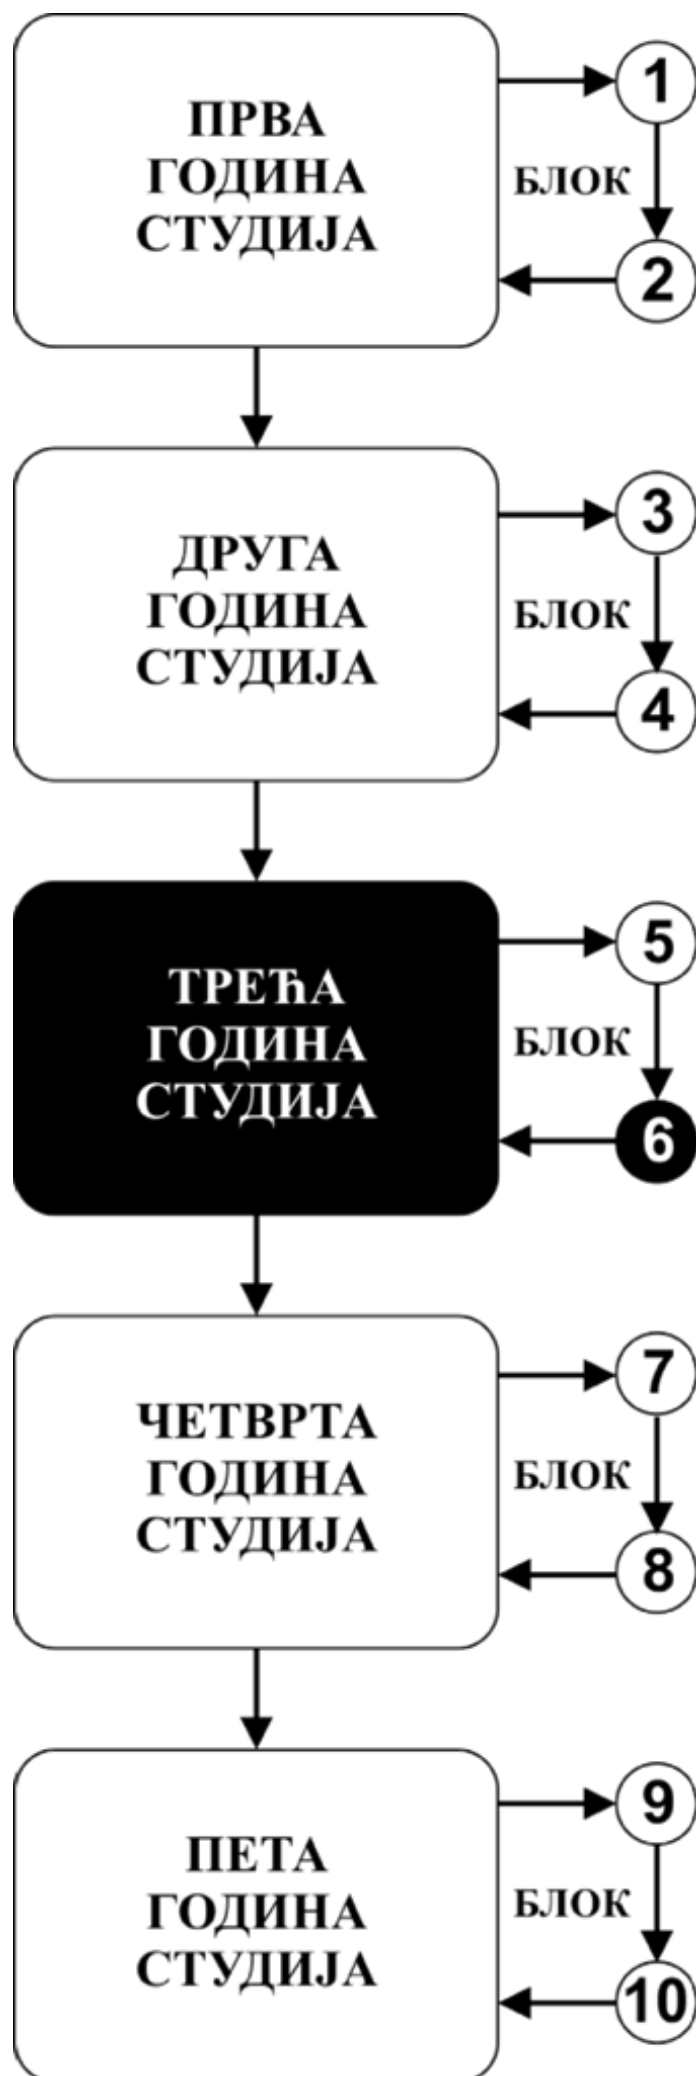 ПРВА
ГОДИНА
СТУДИЈА
1
БЛОК
2
ДРУГА
ГОДИНА
СТУДИЈА
3
БЛОК
4
ТРЕЋА
ГОДИНА
СТУДИЈА
5
БЛОК
6
ЧЕТВРТА
ГОДИНА
СТУДИЈА
7
БЛОК
8
ПЕТА
ГОДИНА
СТУДИЈА
9
БЛОК
10